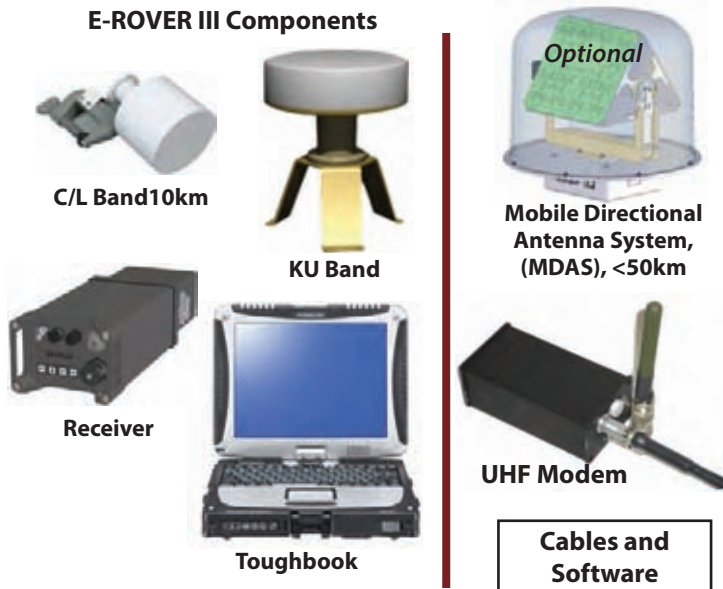 E-ROVER III Components
C/L Band10km
KU Band
Receiver
Toughbook
Optional
Mobile Directional
Antenna System,
(MDAS), <50km
UHF Modem
Cables and
Software